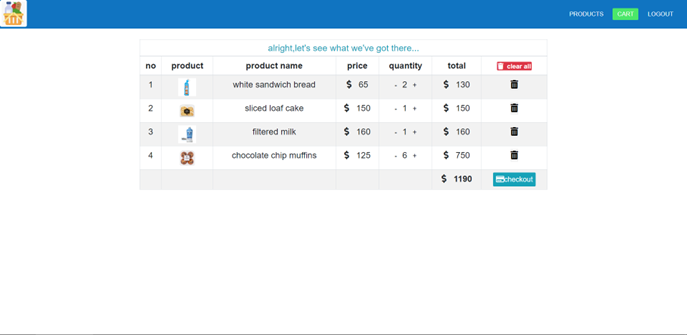 PRODUCTS CART LOGOUT
alright,let's see what we've got there...
no product product name price quantity total clear all
1 white sandwich bread $ 65 - 2 + $ 130
2 sliced loaf cake $ 150 - 1 + $ 150
3 filtered milk $ 160 - 1 + $ 160
4 chocolate chip muffins $ 125 - 6 + $ 750
$ 1190 checkout